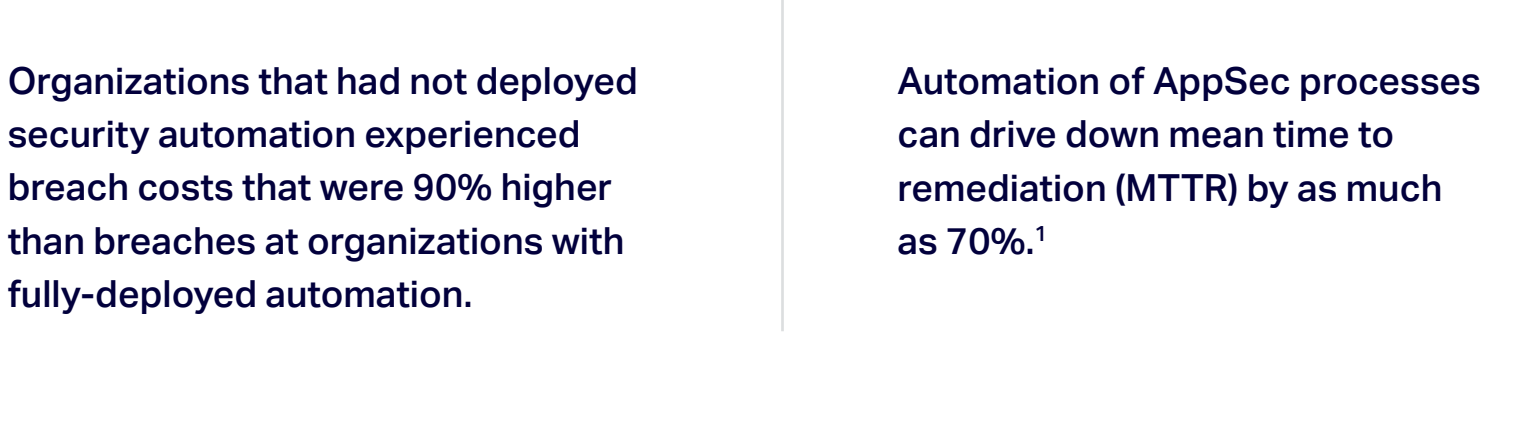 Organizations that had not deployed
security automation experienced
breach costs that were 90% higher
than breaches at organizations with
fully-deployed automation.
Automation of AppSec processes
can drive down mean time to
remediation (MTTR) by as much
as 70%.¹